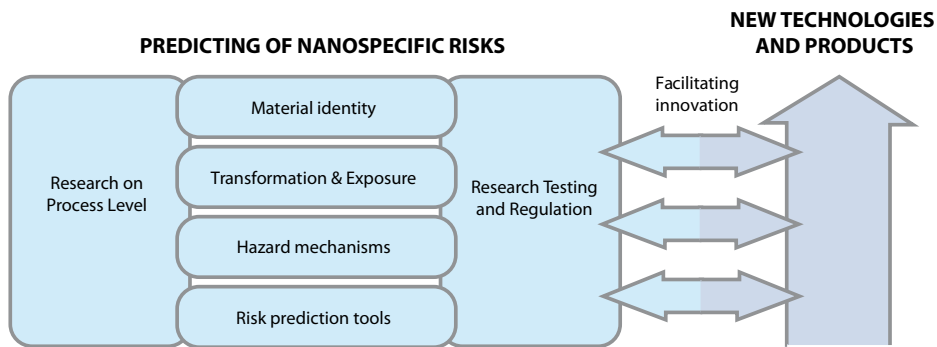 PREDICTING OF NANOSPECIFIC RISKS
NEW TECHNOLOGIES
AND PRODUCTS
Research on
Process Level
Material identity
Transformation & Exposure
Hazard mechanisms
Risk prediction tools
Research Testing
and Regulation
Facilitating
innovation